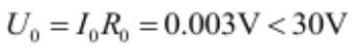 U₀ = I₀R₀ = 0.003V < 30V